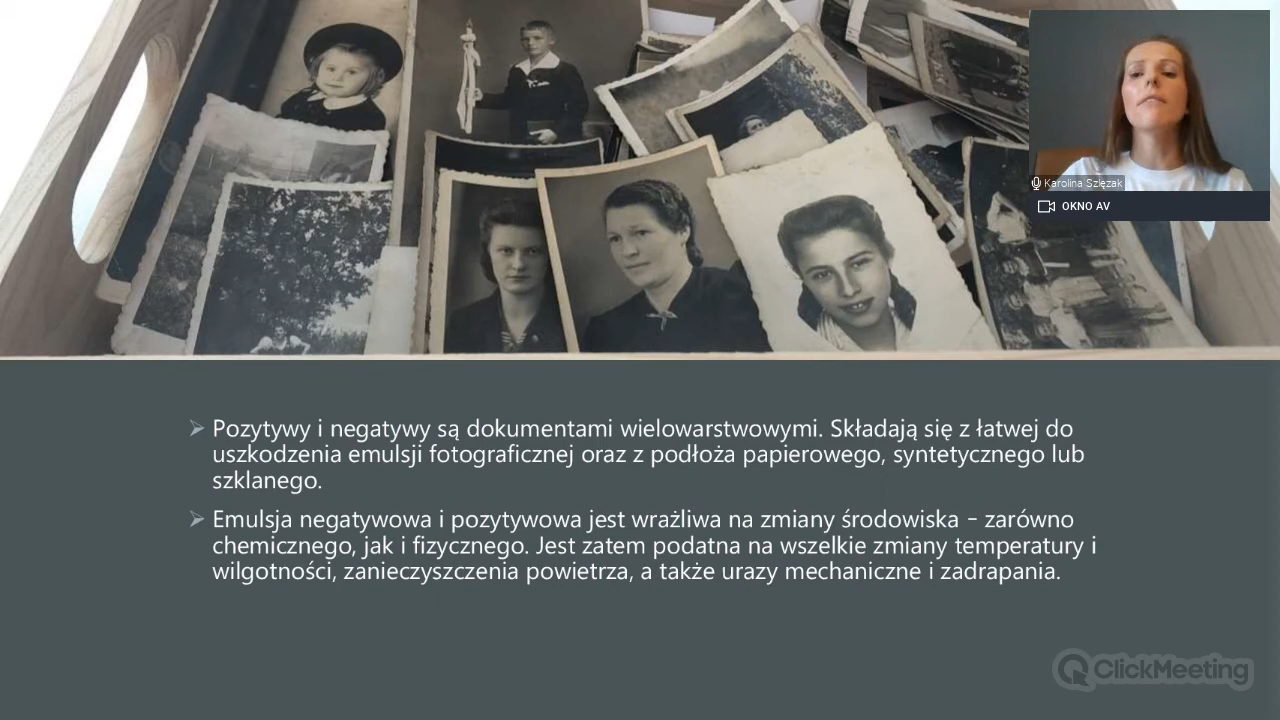 Karolina Szlęzak
OKNO AV
Pozytywy i negatywy są dokumentami wielowarstwowymi. Składają się z łatwej do
uszkodzenia emulsji fotograficznej oraz z podłoża papierowego, syntetycznego lub
szklanego.
Emulsja negatywowa i pozytywowa jest wrażliwa na zmiany środowiska – zarówno
chemicznego, jak i fizycznego. Jest zatem podatna na wszelkie zmiany temperatury i
wilgotności, zanieczyszczenia powietrza, a także urazy mechaniczne i zadrapania.
ClickMeeting